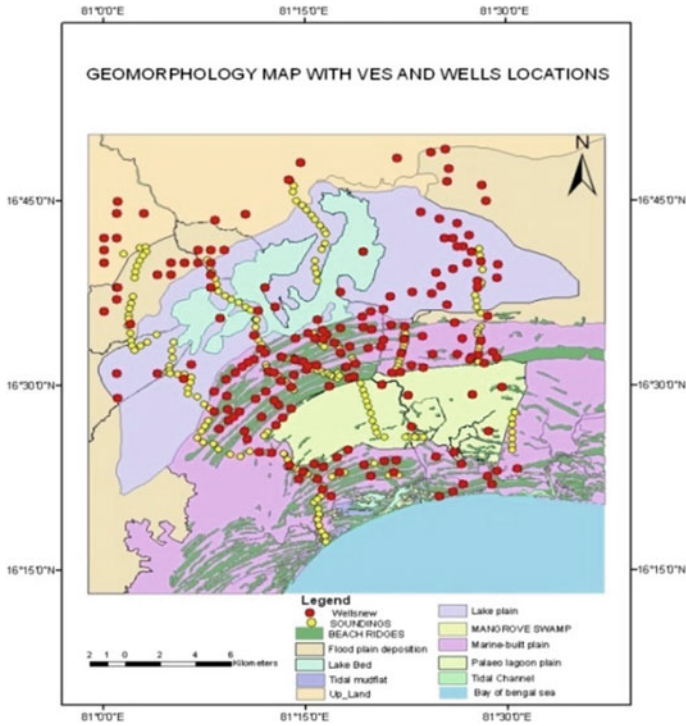 81°0'0"E 81°15'0"E 81°30'0"E
GEOMORPHOLOGY MAP WITH VES AND WELLS LOCATIONS
N
16°45'0"N 16°45'0"N
16°30'0"N 16°30'0"N
16°15'0"N 16°15'0"N
Legend
Wellsnew
SOUNDINGS
BEACH RIDGES
Flood plain deposition
Lake Bed
Tidal mudflat
Up_Land
Lake plain
MANGROVE SWAMP
Marine-built plain
Palaeo lagoon plain
Tidal Channel
Bay of bengal sea
2 1 0 2 4 6
Kilometers
81°0'0"E 81°15'0"E 81°30'0"E